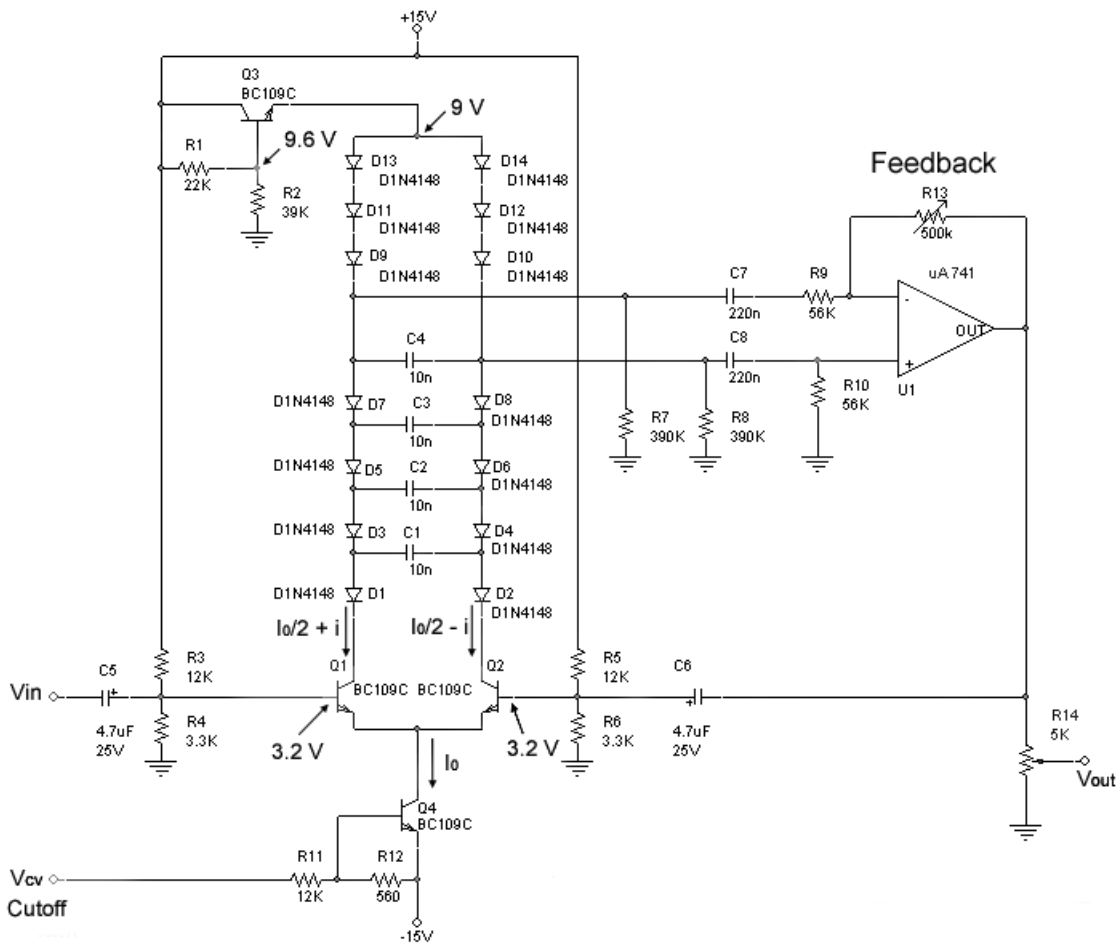 +15V
Q3
BC109C
9 V
9.6 V
R1
22K
R2
39K
D13
D1N4148
D14
D1N4148
D11
D1N4148
D12
D1N4148
D9
D1N4148
D10
D1N4148
Feedback
R13
500k
C7
220n
R9
56K
uA741
-
OUT
+
U1
C8
220n
R10
56K
C4
10n
D1N4148
D7
C3
10n
D8
D1N4148
R7
390K
R8
390K
D1N4148
D5
C2
10n
D6
D1N4148
D1N4148
D3
C1
10n
D4
D1N4148
D1N4148
D1
D2
D1N4148
I₀/2 + i
I₀/2 - i
R3
12K
Q1
BC109C
Q2
BC109C
R5
12K
C6
+
4.7uF
25V
Vin
C5
+
4.7uF
25V
R4
3.3K
3.2 V
3.2 V
R6
3.3K
R14
5K
Vout
I₀
Q4
BC109C
Vcv
Cutoff
R11
12K
R12
560
-15V